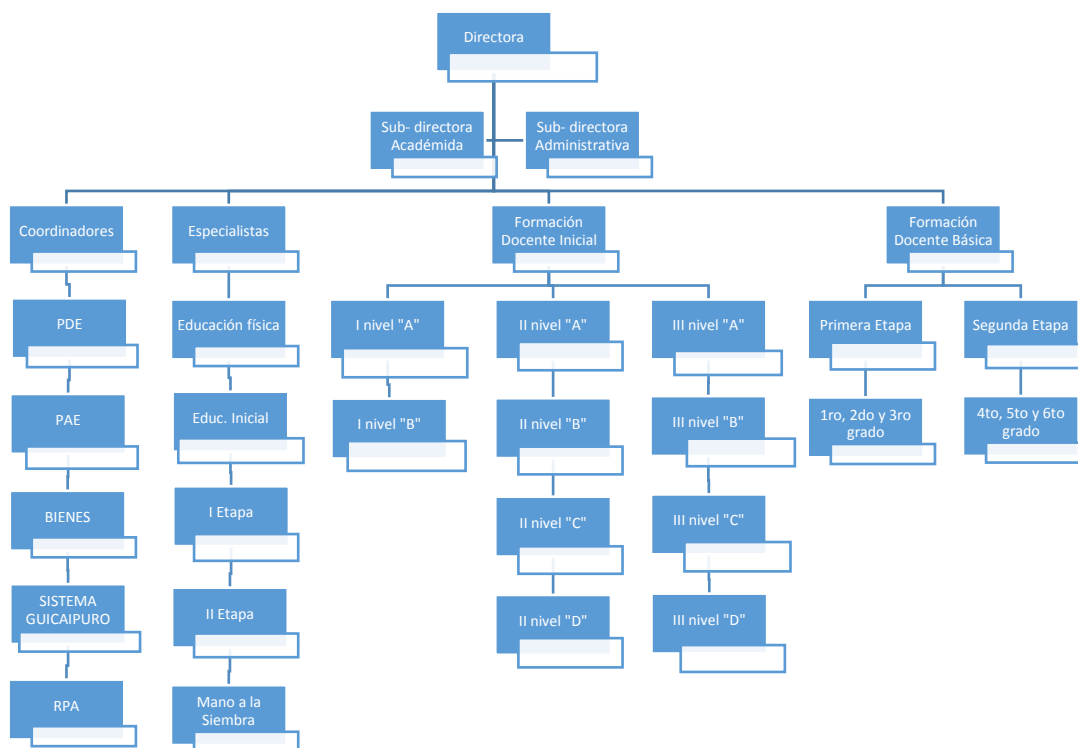 Directora
Sub- directora
Académida
Sub- directora
Administrativa
Coordinadores
Especialistas
Formación
Docente Inicial
Formación
Docente Básica
PDE
Educación física
I nivel "A"
II nivel "A"
III nivel "A"
Primera Etapa
Segunda Etapa
PAE
Educ. Inicial
I nivel "B"
II nivel "B"
III nivel "B"
1ro, 2do y 3ro
grado
4to, 5to y 6to
grado
BIENES
I Etapa
II nivel "C"
III nivel "C"
SISTEMA
GUICAIPURO
II Etapa
II nivel "D"
III nivel "D"
RPA
Mano a la
Siembra